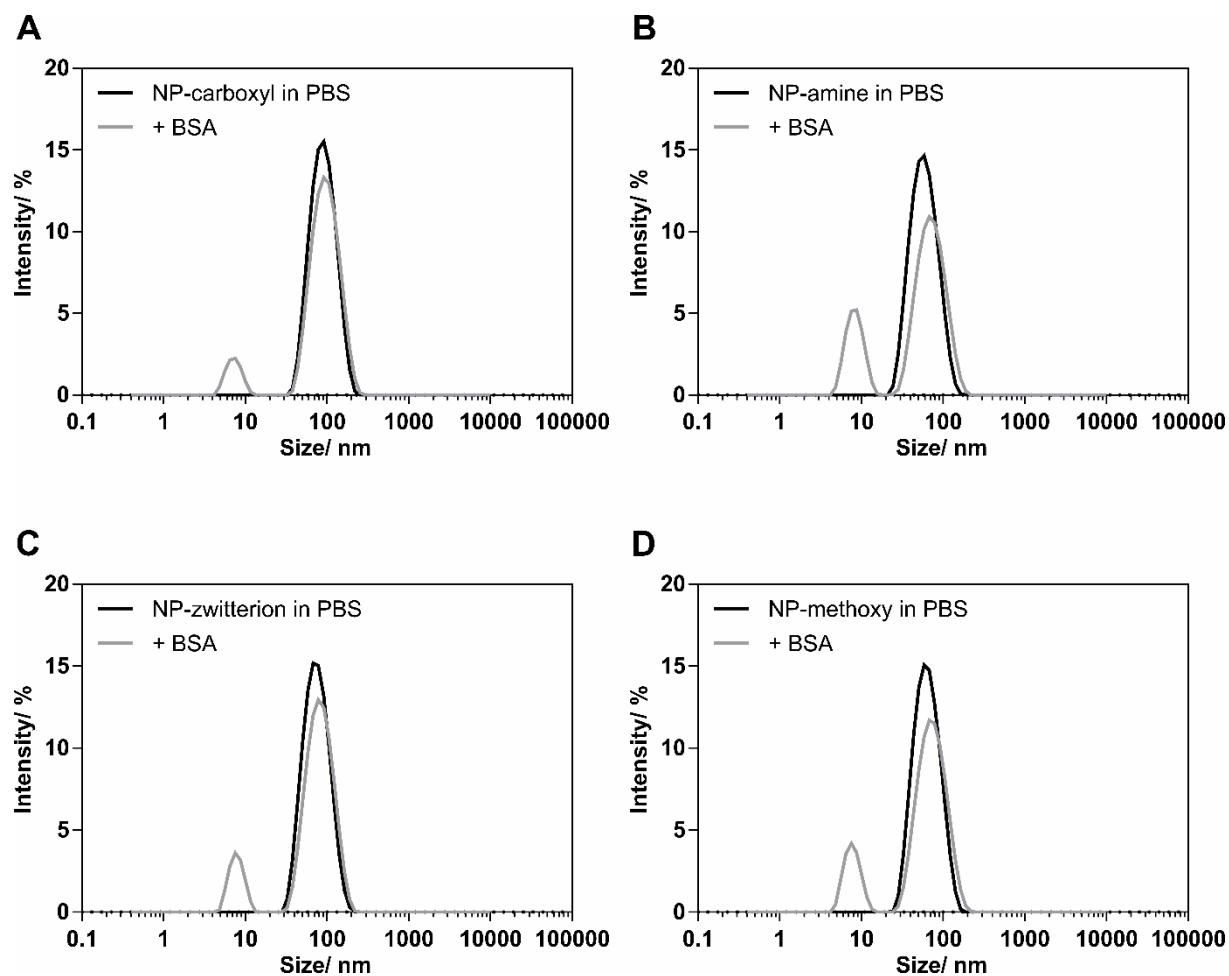 A
20
15
10
5
0
Intensity/ %
NP-carboxyl in PBS
+ BSA
0.1 1 10 100 1000 10000 100000
Size/ nm
B
20
15
10
5
0
Intensity/ %
NP-amine in PBS
+ BSA
0.1 1 10 100 1000 10000 100000
Size/ nm
C
20
15
10
5
0
Intensity/ %
NP-zwitterion in PBS
+ BSA
0.1 1 10 100 1000 10000 100000
Size/ nm
D
20
15
10
5
0
Intensity/ %
NP-methoxy in PBS
+ BSA
0.1 1 10 100 1000 10000 100000
Size/ nm